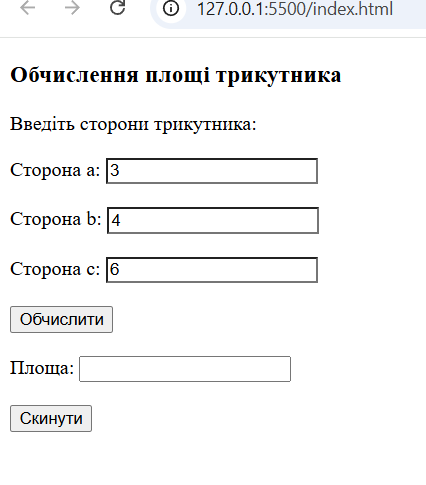 127.0.0.1:5500/index.html
Обчислення площі трикутника
Введіть сторони трикутника:
Сторона a: 3
Сторона b: 4
Сторона c: 6
Обчислити
Площа:
Скинути